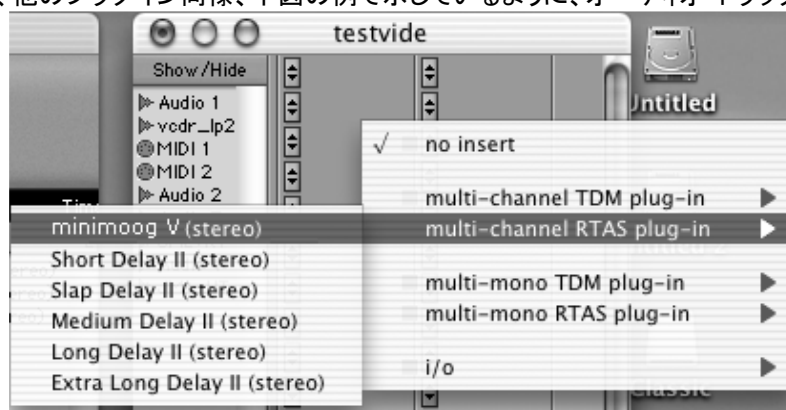 他のプラグイン同様、下図の例で示しているように、オーディオ・トラック
testvide
Show/Hide
Audio 1
vcdr_lp2
MIDI 1
MIDI 2
Audio 2
Untitled
√ no insert
multi-channel TDM plug-in
multi-channel RTAS plug-in
multi-mono TDM plug-in
multi-mono RTAS plug-in
i/o
minimoog V (stereo)
Short Delay II (stereo)
Slap Delay II (stereo)
Medium Delay II (stereo)
Long Delay II (stereo)
Extra Long Delay II (stereo)
Classic